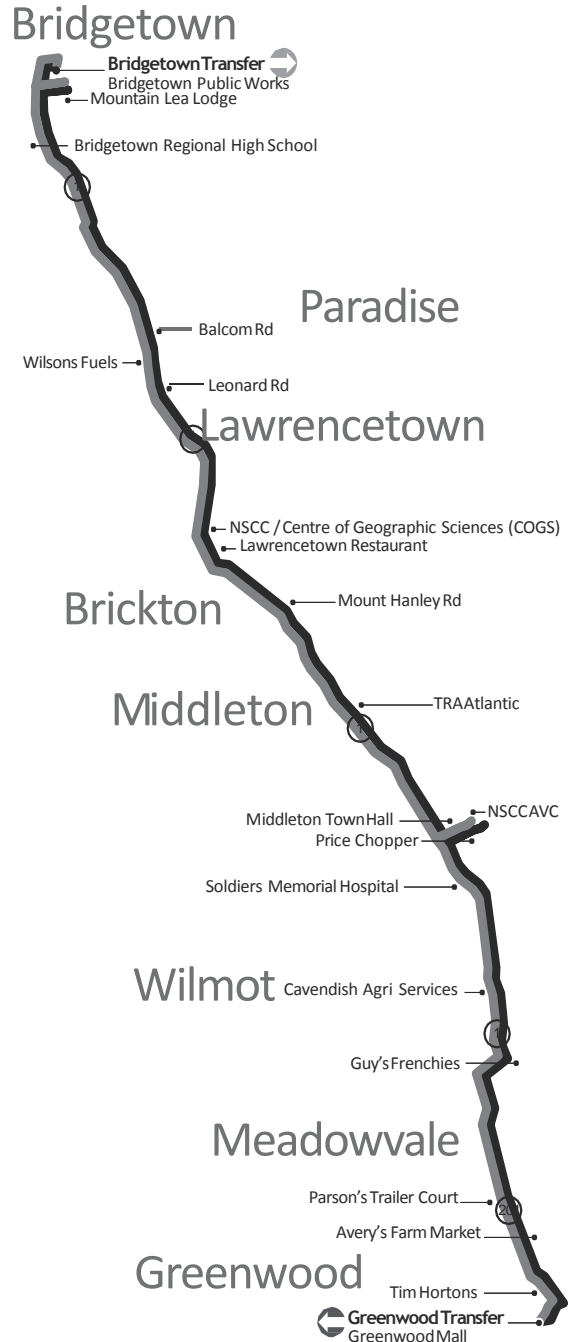 Bridgetown
Bridgetown Transfer
Bridgetown Public Works
Mountain Lea Lodge
Bridgetown Regional High School
1
Paradise
Balcom Rd
Wilsons Fuels
Leonard Rd
Lawrencetown
NSCC / Centre of Geographic Sciences (COGS)
Lawrencetown Restaurant
Brickton
Mount Hanley Rd
Middleton
TRA Atlantic
1
NSCC AVC
Middleton Town Hall
Price Chopper
Soldiers Memorial Hospital
Wilmot
Cavendish Agri Services
1
Guy's Frenchies
Meadowvale
Parson's Trailer Court
Avery's Farm Market
Greenwood
Tim Hortons
Greenwood Transfer
Greenwood Mall